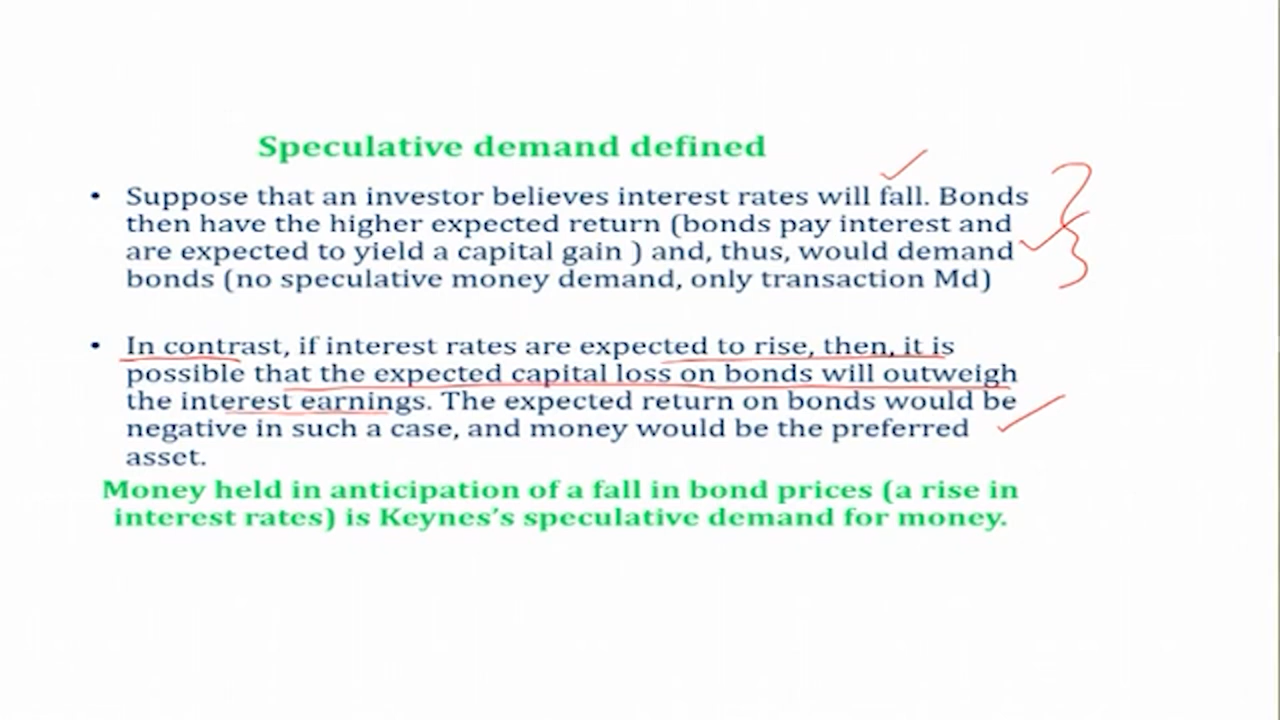 Speculative demand defined
• Suppose that an investor believes interest rates will fall. Bonds
then have the higher expected return (bonds pay interest and
are expected to yield a capital gain ) and, thus, would demand
bonds (no speculative money demand, only transaction Md)
• In contrast, if interest rates are expected to rise, then, it is
possible that the expected capital loss on bonds will outweigh
the interest earnings. The expected return on bonds would be
negative in such a case, and money would be the preferred
asset.
Money held in anticipation of a fall in bond prices (a rise in
interest rates) is Keynes's speculative demand for money.